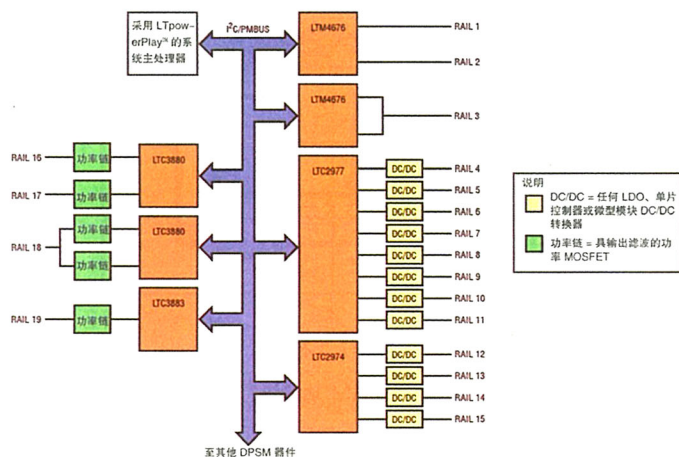 采用 LTpow-
erPlay™ 的系
统主处理器
I²C/PMBUS
LTM4676
RAIL 1
RAIL 2
LTM4676
RAIL 3
RAIL 16
功率链
LTC3880
RAIL 17
功率链
RAIL 18
功率链
功率链
LTC3880
RAIL 19
功率链
LTC3883
LTC2977
DC/DC
RAIL 4
DC/DC
RAIL 5
DC/DC
RAIL 6
DC/DC
RAIL 7
DC/DC
RAIL 8
DC/DC
RAIL 9
DC/DC
RAIL 10
DC/DC
RAIL 11
LTC2974
DC/DC
RAIL 12
DC/DC
RAIL 13
DC/DC
RAIL 14
DC/DC
RAIL 15
至其他 DPSM 器件
说明
DC/DC = 任何 LDO、单片
控制器或微型模块 DC/DC
转换器
功率链 = 具输出滤波的功
率 MOSFET